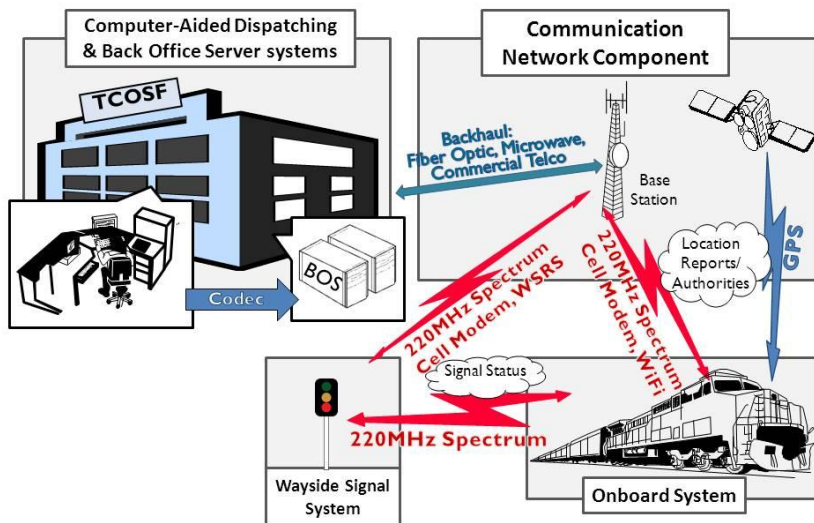 Computer-Aided Dispatching
& Back Office Server systems
TCOSF
BOS
Codec
Communication
Network Component
Backhaul:
Fiber Optic, Microwave,
Commercial Telco
Base
Station
Location
Reports/
Authorities
GPS
220MHz Spectrum
Cell Modem, WSRS
220MHz Spectrum
Cell Modem, WiFi
Signal Status
220MHz Spectrum
Wayside Signal
System
Onboard System